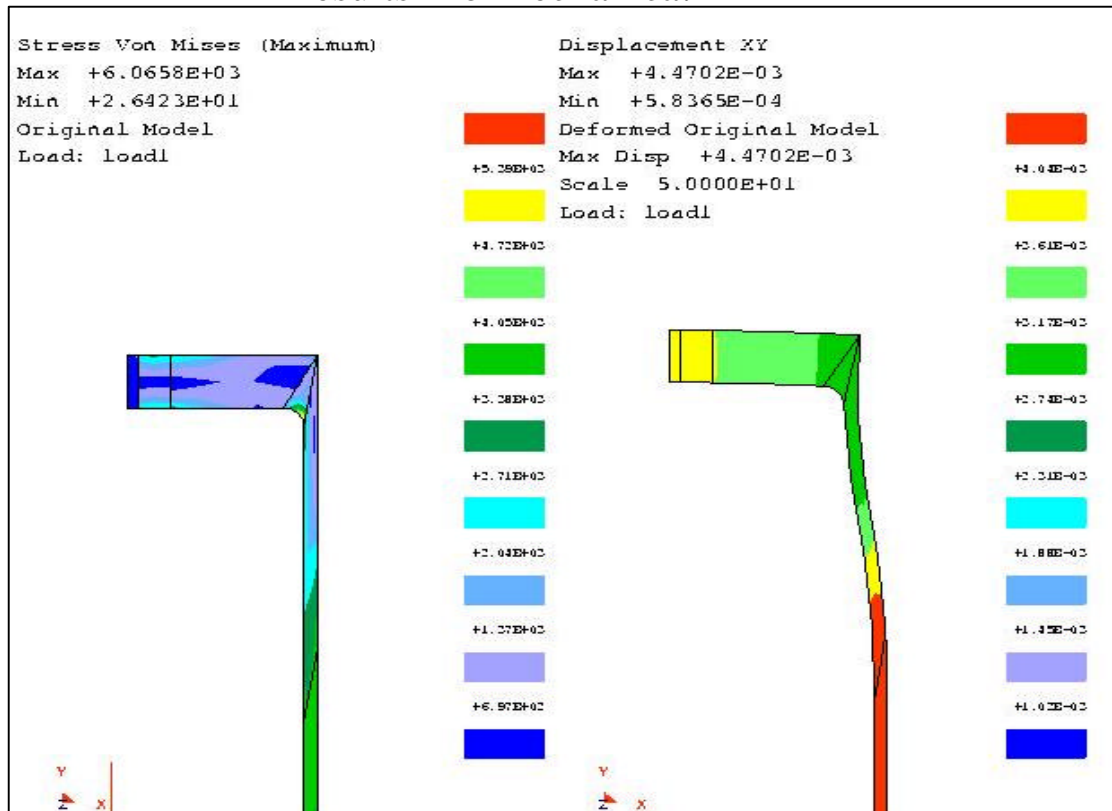 Stress Von Mises (Maximum)
Max +6.0658E+03
Min +2.6423E+01
Original Model
Load: load1
+5.39E+03
+4.72E+03
+4.05E+03
+3.38E+03
+2.71E+03
+2.04E+03
+1.37E+03
+6.97E+02
Y
Z X
Displacement XY
Max +4.4702E-03
Min +5.8365E-04
Deformed Original Model
Max Disp +4.4702E-03
Scale 5.0000E+01
Load: load1
+4.04E-03
+3.61E-03
+3.17E-03
+2.74E-03
+2.31E-03
+1.88E-03
+1.45E-03
+1.02E-03
Y
Z X